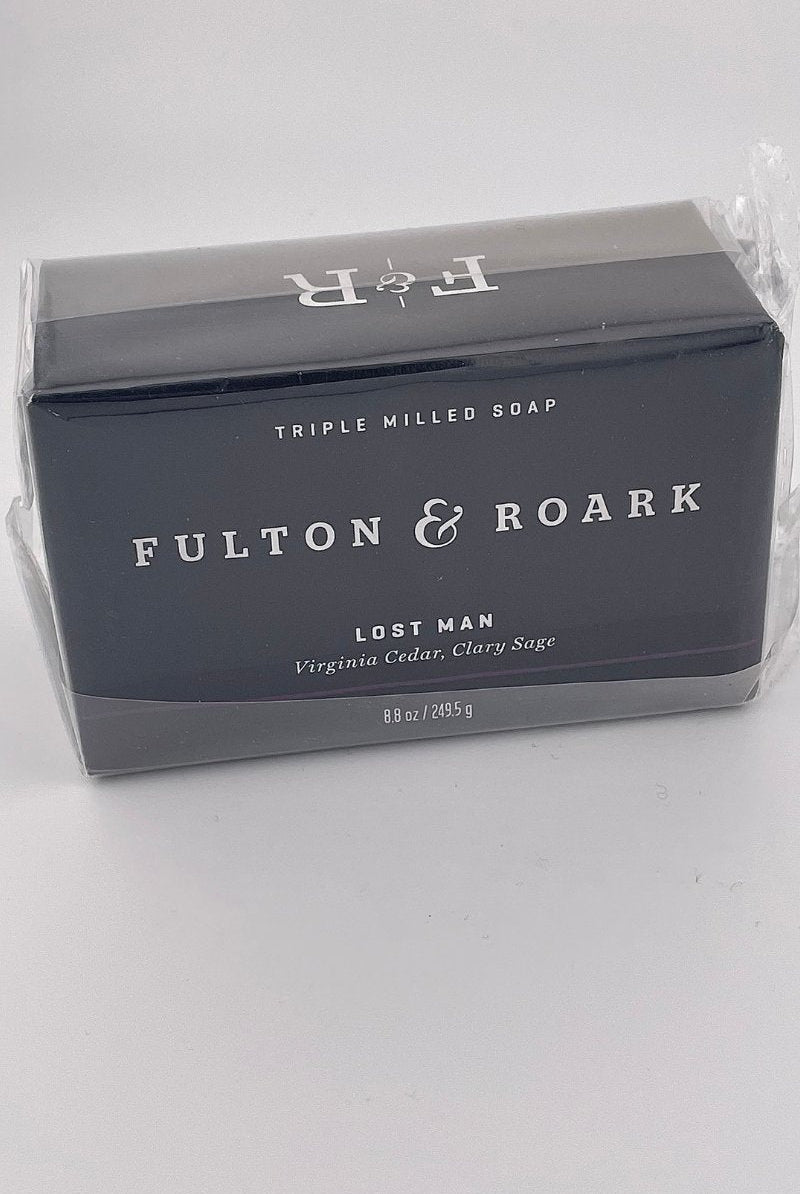 F & R
TRIPLE MILLED SOAP
FULTON & ROARK
LOST MAN
Virginia Cedar, Clary Sage
8.8 oz / 249.5 g